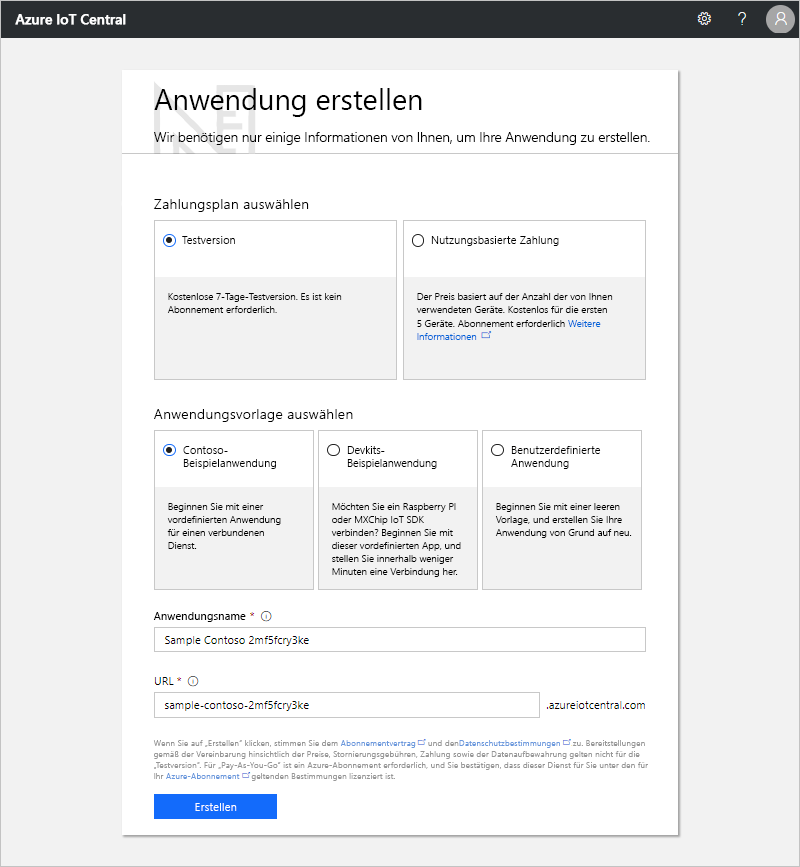 Azure IoT Central
?
Anwendung erstellen
Wir benötigen nur einige Informationen von Ihnen, um Ihre Anwendung zu erstellen.
Zahlungsplan auswählen
Testversion
Kostenlose 7-Tage-Testversion. Es ist kein
Abonnement erforderlich.
Nutzungsbasierte Zahlung
Der Preis basiert auf der Anzahl der von Ihnen
verwendeten Geräte. Kostenlos für die ersten
5 Geräte. Abonnement erforderlich Weitere
Informationen
Anwendungsvorlage auswählen
Contoso-
Beispielanwendung
Beginnen Sie mit einer
vordefinierten Anwendung
für einen verbundenen
Dienst.
Devkits-
Beispielanwendung
Möchten Sie ein Raspberry PI
oder MXChip IoT SDK
verbinden? Beginnen Sie mit
dieser vordefinierten App, und
stellen Sie innerhalb weniger
Minuten eine Verbindung her.
Benutzerdefinierte
Anwendung
Beginnen Sie mit einer leeren
Vorlage, und erstellen Sie Ihre
Anwendung von Grund auf neu.
Anwendungsname *
Sample Contoso 2mf5fcry3ke
URL *
sample-contoso-2mf5fcry3ke .azureiotcentral.com
Wenn Sie auf „Erstellen“ klicken, stimmen Sie dem Abonnementvertrag und den Datenschutzbestimmungen zu. Bereitstellungen
gemäß der Vereinbarung hinsichtlich der Preise, Stornierungsgebühren, Zahlung sowie der Datenaufbewahrung gelten nicht für die
„Testversion“. Für „Pay-As-You-Go“ ist ein Azure-Abonnement erforderlich, und Sie bestätigen, dass dieser Dienst für Sie unter den für
Ihr Azure-Abonnement geltenden Bestimmungen lizenziert ist.
Erstellen